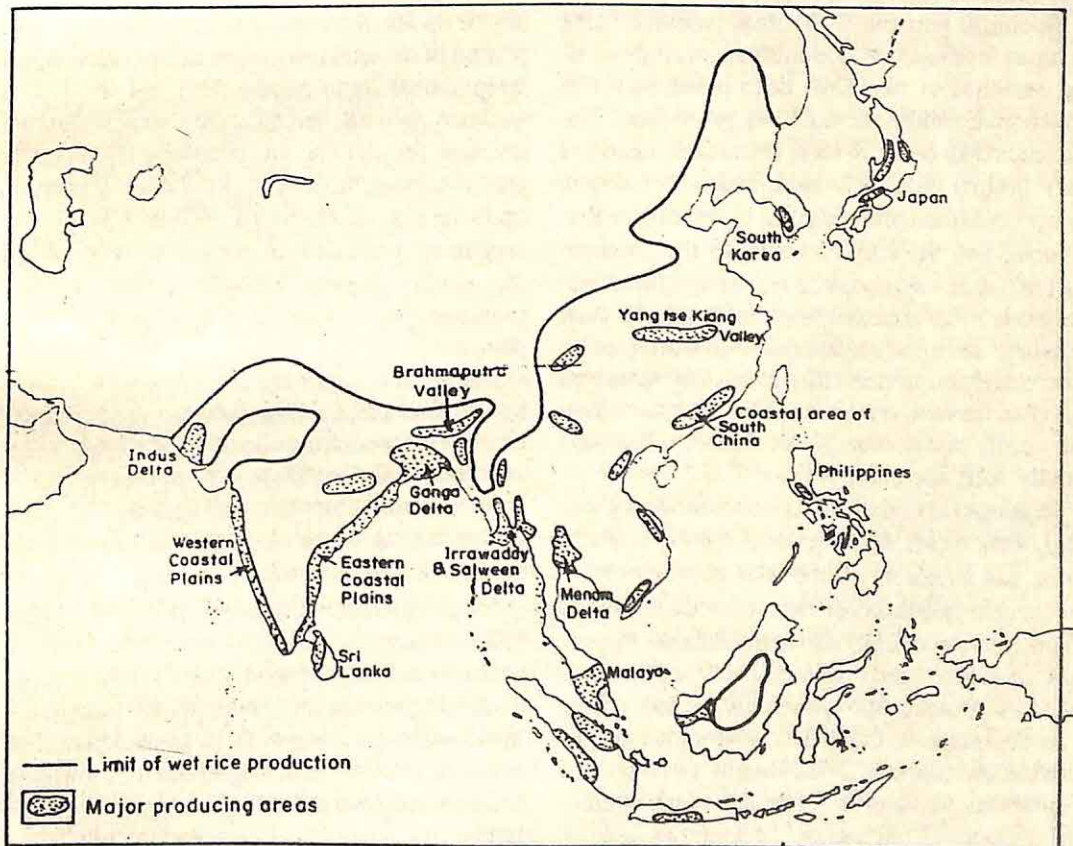 Japan
South
Korea
Yangtse Kiang
Valley
Brahmaputra
Valley
Coastal area of
South
China
Indus
Delta
Philippines
Ganga
Delta
Western
Coastal
Plains
Eastern
Coastal
Plains
Irrawaddy
& Salween
Delta
Menam
Delta
Sri
Lanka
Malaya
Limit of wet rice production
Major producing areas